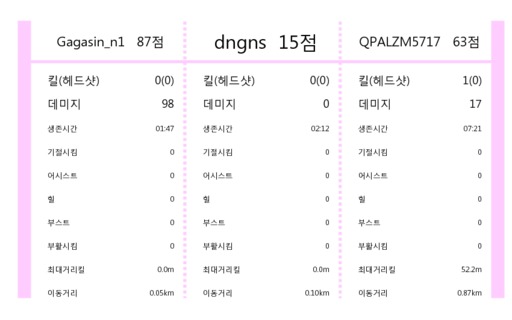 Gagasin_n1 87점 dngns 15점 QPALZM5717 63점
킬(헤드샷) 0(0) 킬(헤드샷) 0(0) 킬(헤드샷) 1(0)
데미지 98 데미지 0 데미지 17
생존시간 01:47 생존시간 02:12 생존시간 07:21
기절시킴 0 기절시킴 0 기절시킴 0
어시스트 0 어시스트 0 어시스트 0
힐 0 힐 0 힐 0
부스트 0 부스트 0 부스트 0
부활시킴 0 부활시킴 0 부활시킴 0
최대거리킬 0.0m 최대거리킬 0.0m 최대거리킬 52.2m
이동거리 0.05km 이동거리 0.10km 이동거리 0.87km